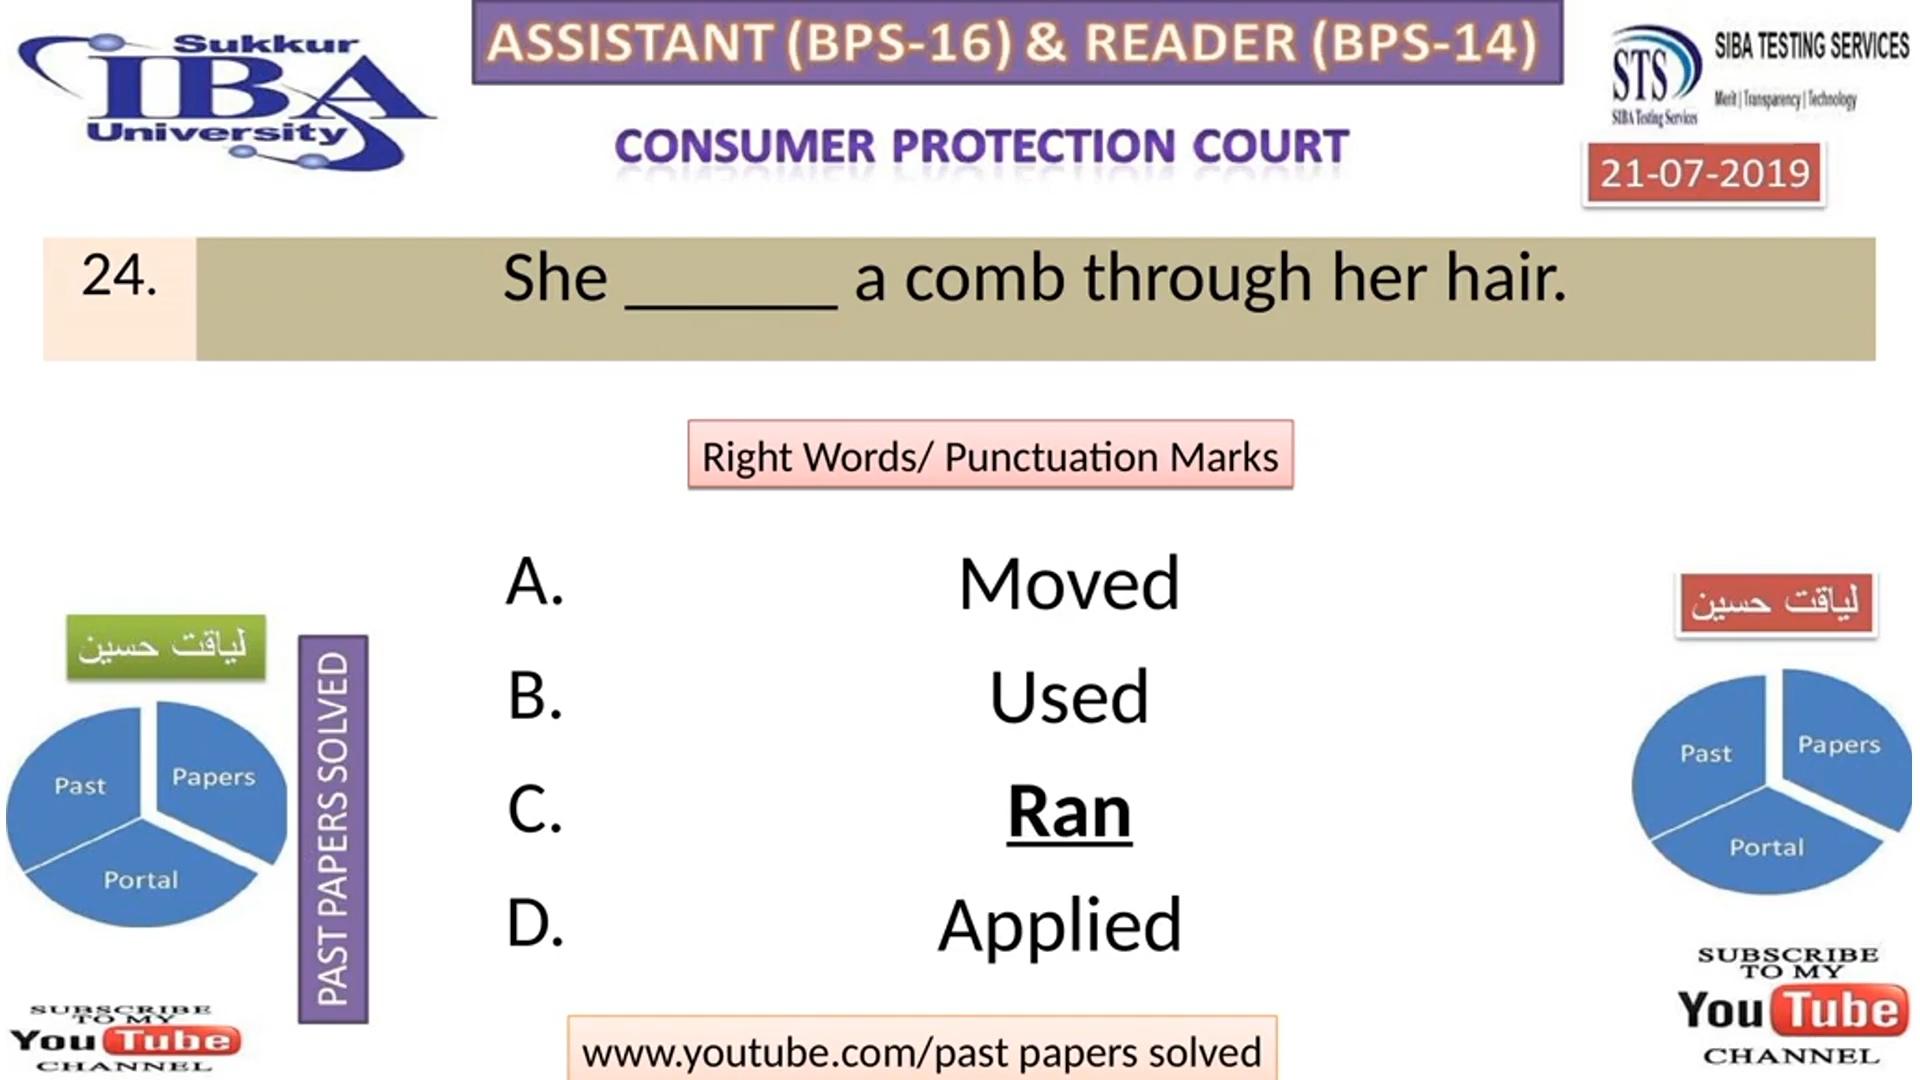 Sukkur
IBA
University
ASSISTANT (BPS-16) & READER (BPS-14)
CONSUMER PROTECTION COURT
STS
SIBA Testing Services
SIBA TESTING SERVICES
Merit | Transparency | Technology
21-07-2019
24. She ______ a comb through her hair.
Right Words/ Punctuation Marks
A. Moved
B. Used
C. Ran
D. Applied
لیاقت حسین
Past
Papers
Portal
PAST PAPERS SOLVED
SUBSCRIBE
TO MY
YouTube
CHANNEL
لیاقت حسین
Past
Papers
Portal
SUBSCRIBE
TO MY
YouTube
CHANNEL
www.youtube.com/past papers solved